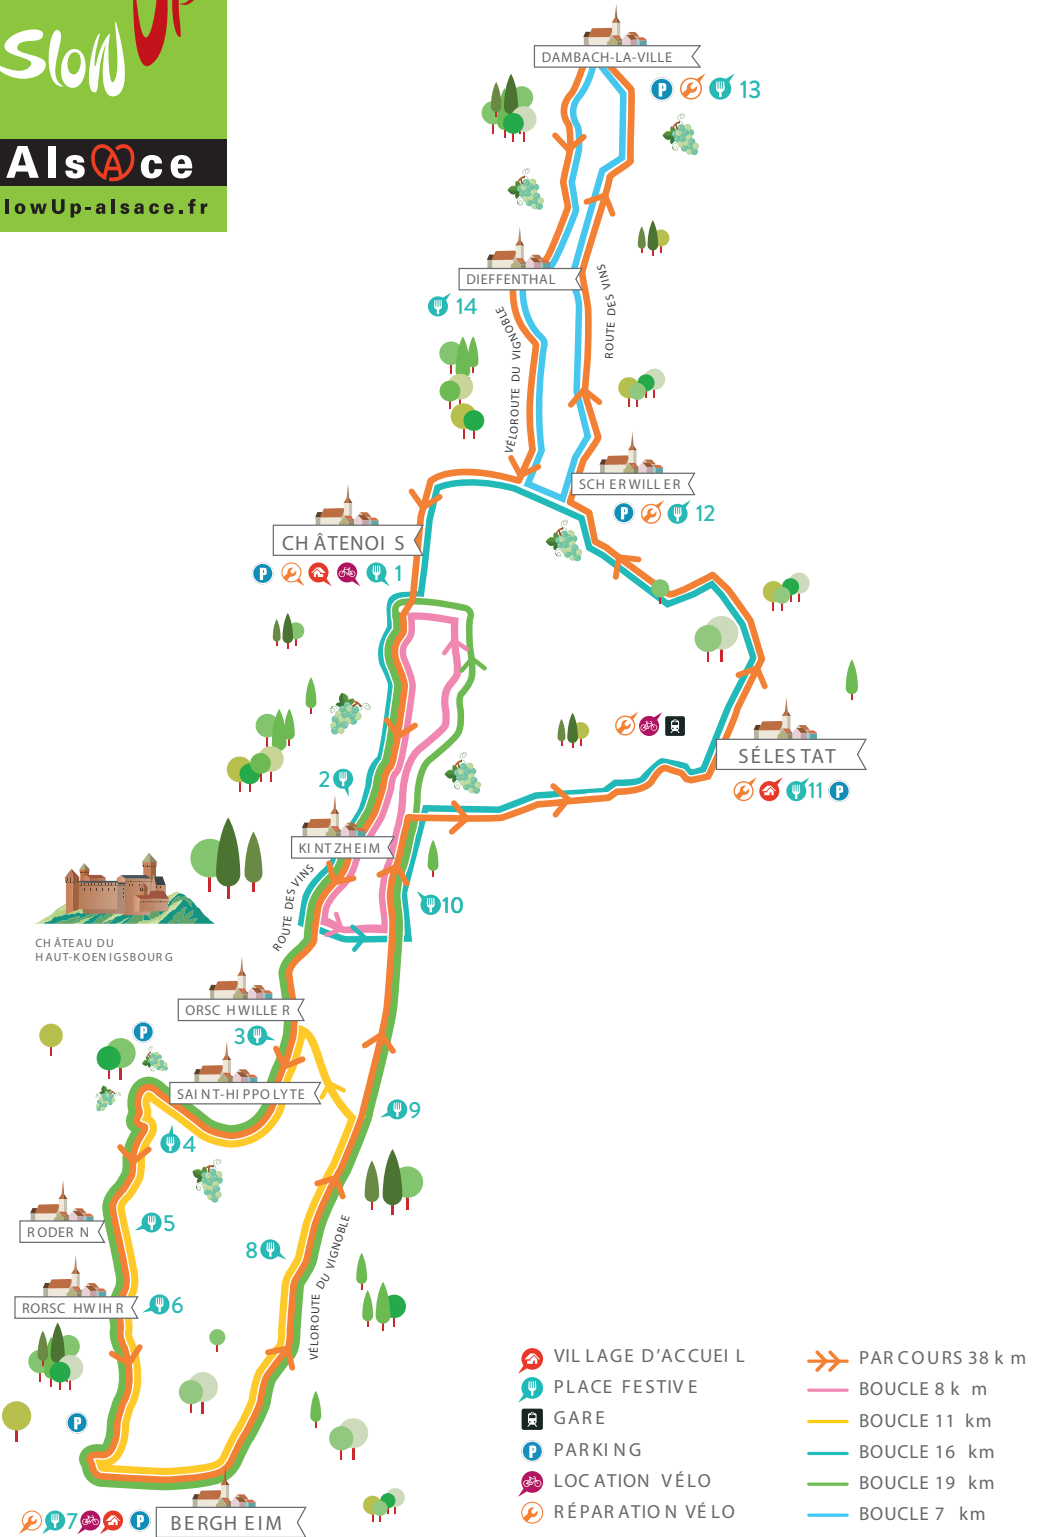 SlowUp
Alsace
lowUp-alsace.fr
DAMBACH-LA-VILLE
P 13
DIEFFENTHAL
14
VÉLOROUTE DU VIGNOBLE
ROUTE DES VINS
SCHERWILLER
P 12
CHÂTENOIS
P 1
SÉLESTAT
11 P
2
KINTZHEIM
ROUTE DES VINS
10
CHÂTEAU DU
HAUT-KOENIGSBOURG
ORSCHWILLER
3
P
SAINT-HIPPOLYTE
9
4
RODERN
5
8
VÉLOROUTE DU VIGNOBLE
RORSCHWIHR
6
P
7 P
BERGHEIM
VILLAGE D'ACCUEIL
PLACE FESTIVE
GARE
P PARKING
LOCATION VÉLO
RÉPARATION VÉLO
PARCOURS 38 km
BOUCLE 8 km
BOUCLE 11 km
BOUCLE 16 km
BOUCLE 19 km
BOUCLE 7 km